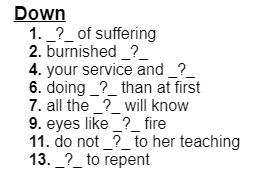 Down
1. _?_ of suffering
2. burnished _?_
4. your service and _?_
6. doing _?_ than at first
7. all the _?_ will know
9. eyes like _?_ fire
11. do not _?_ to her teaching
13. _?_ to repent